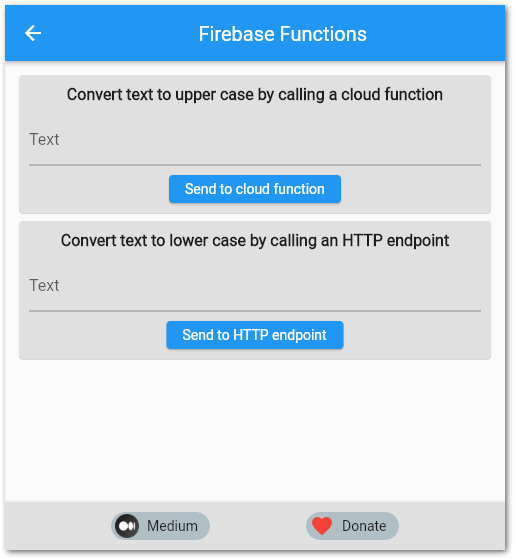 Firebase Functions
Convert text to upper case by calling a cloud function
Text
Send to cloud function
Convert text to lower case by calling an HTTP endpoint
Text
Send to HTTP endpoint
Medium
Donate